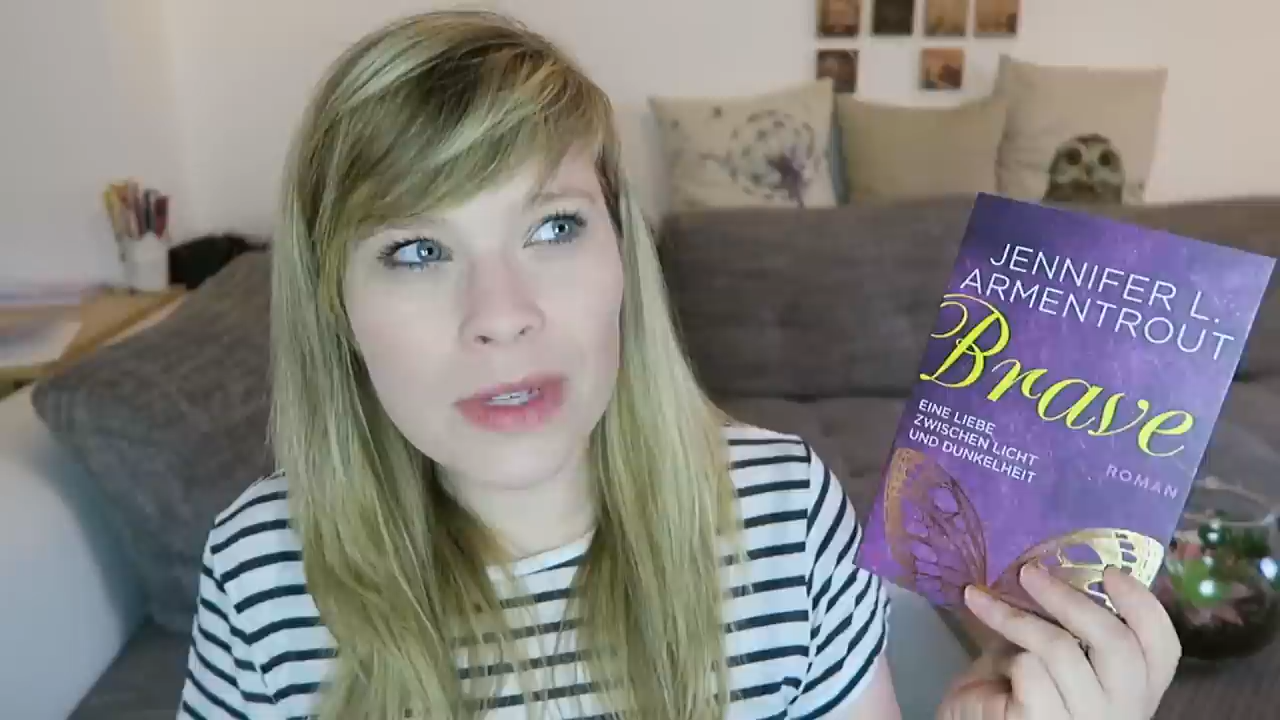 JENNIFER L.
ARMENTROUT
Brave
EINE LIEBE
ZWISCHEN LICHT
UND DUNKELHEIT
ROMAN